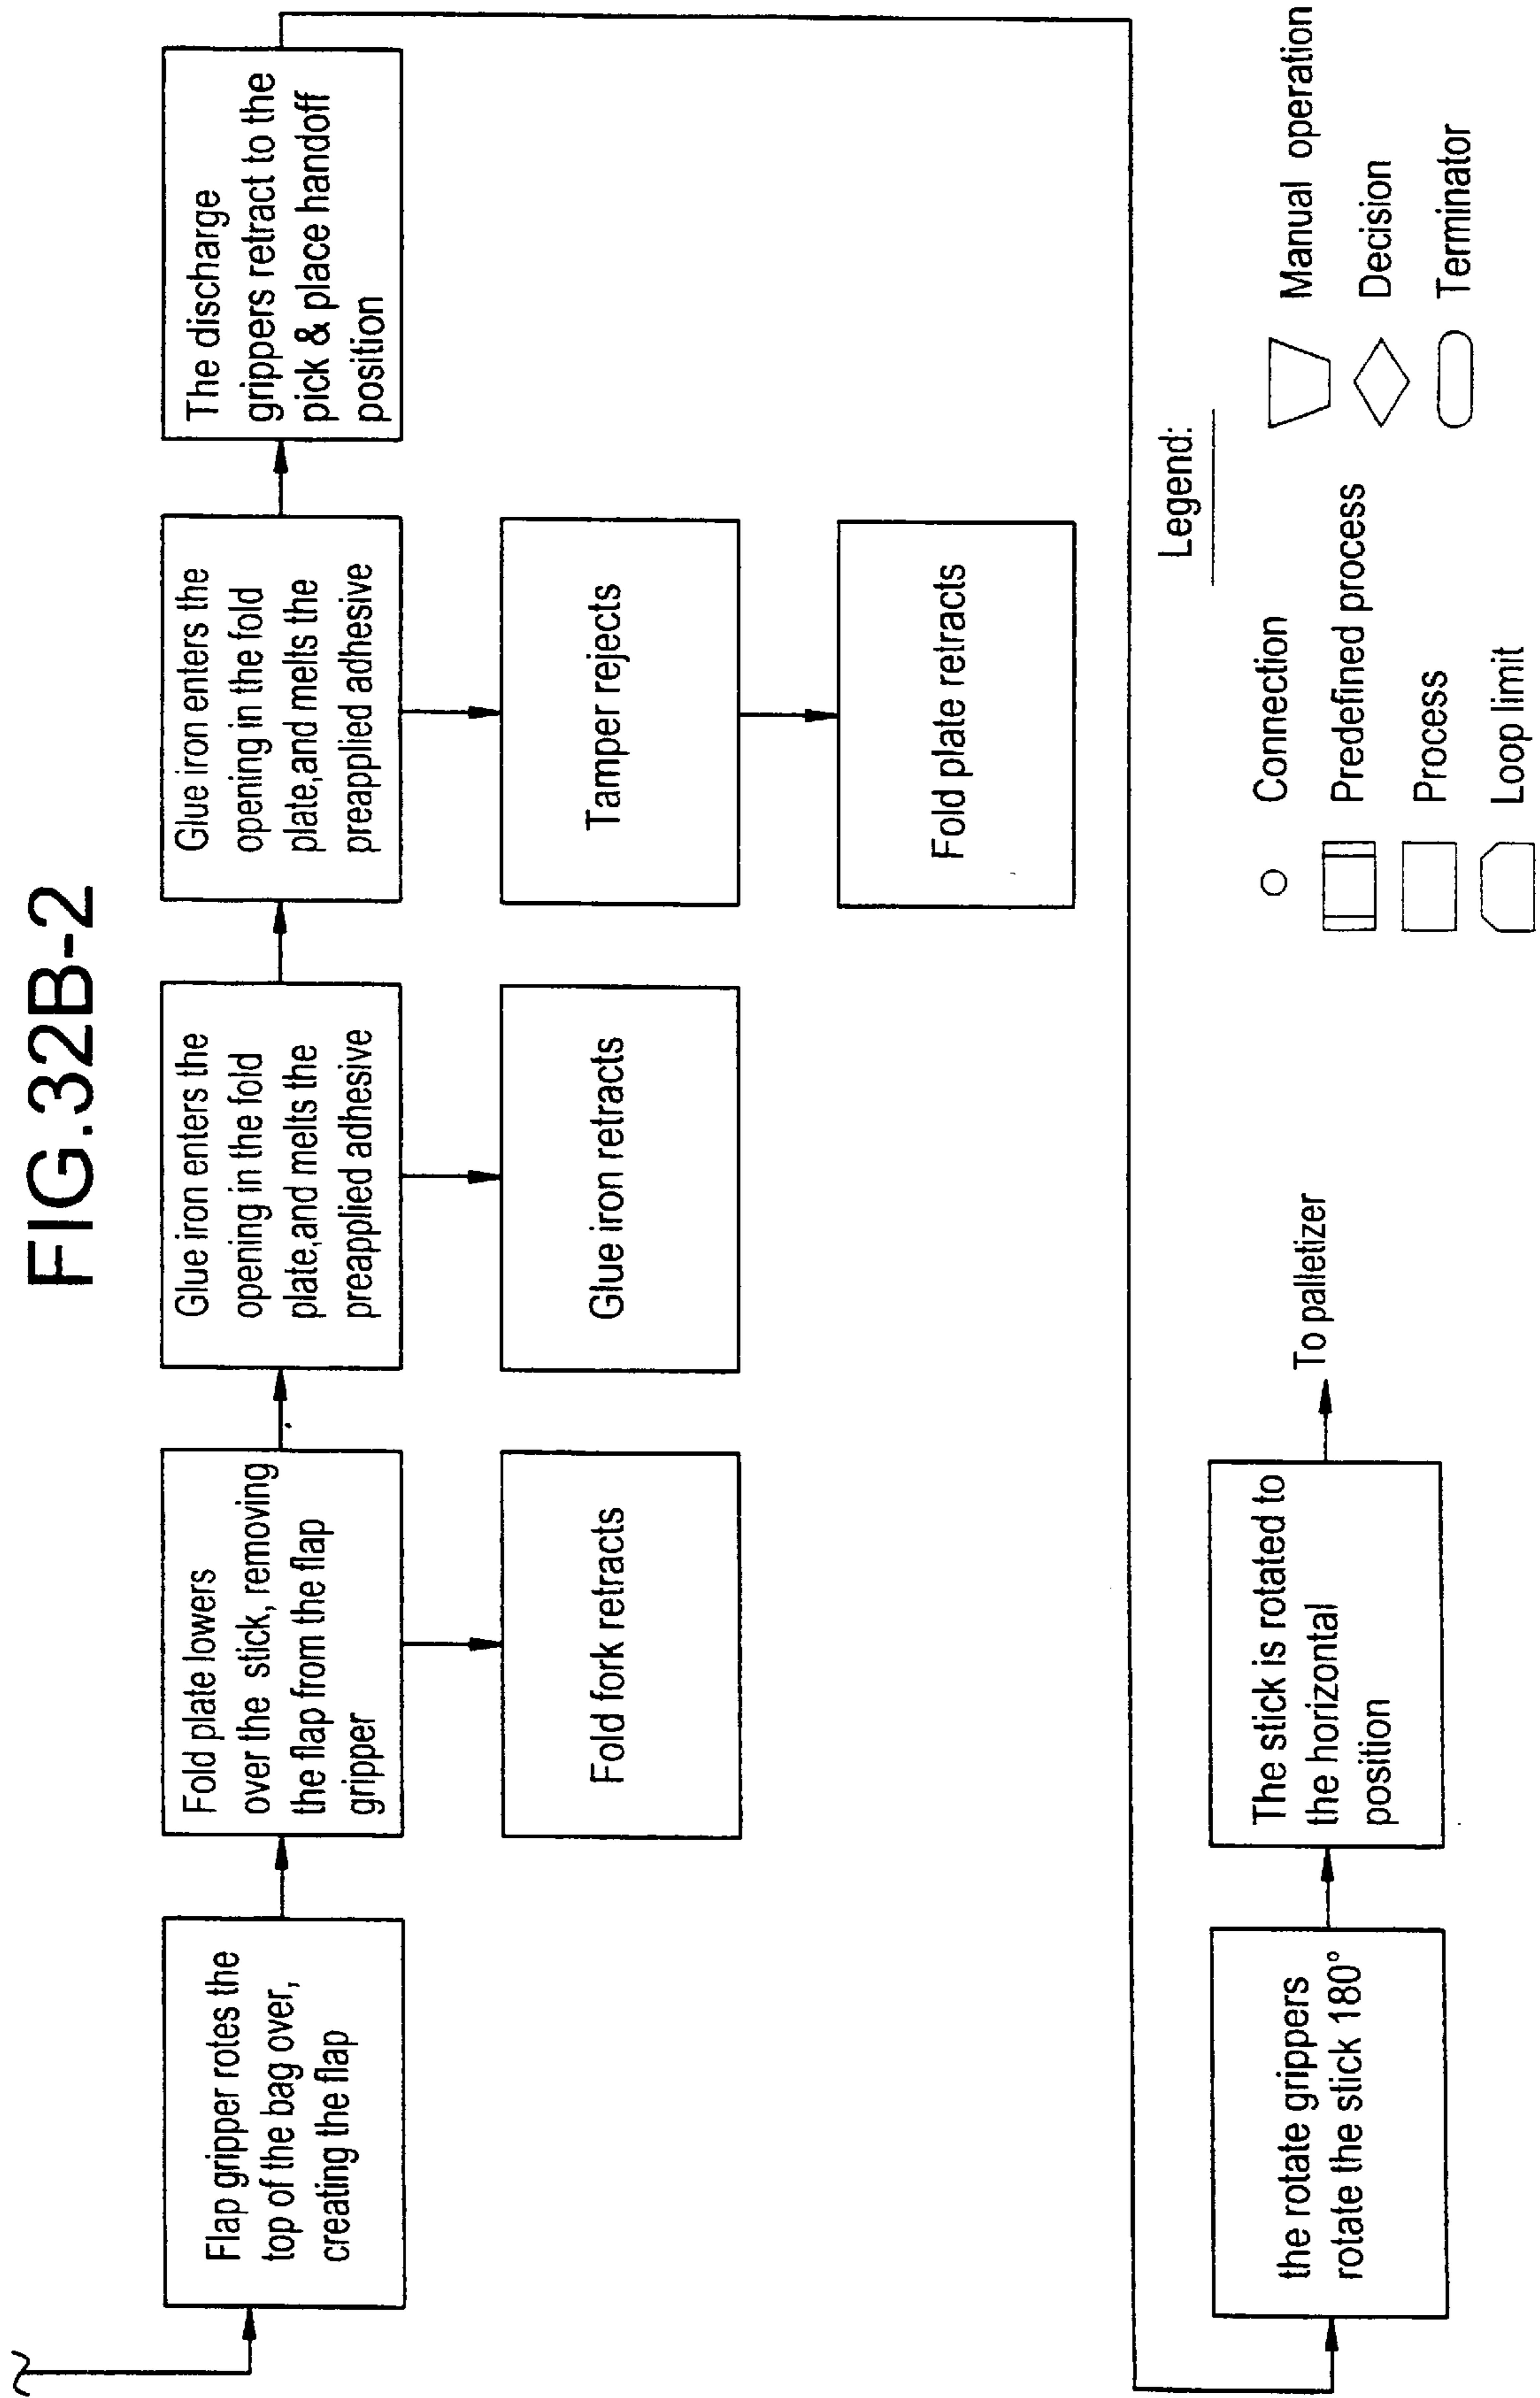 FIG.32B-2
Flap gripper rotes the
top of the bag over,
creating the flap
Fold plate lowers
over the stick, removing
the flap from the flap
gripper
Glue iron enters the
opening in the fold
plate,and melts the
preapplied adhesive
Glue iron enters the
opening in the fold
plate,and melts the
preapplied adhesive
The discharge
grippers retract to the
pick & place handoff
position
Fold fork retracts
Glue iron retracts
Tamper rejects
Fold plate retracts
the rotate grippers
rotate the stick 180°
The stick is rotated to
the horizontal
position
To palletizer
Legend:
Connection
Predefined process
Process
Loop limit
Manual operation
Decision
Terminator